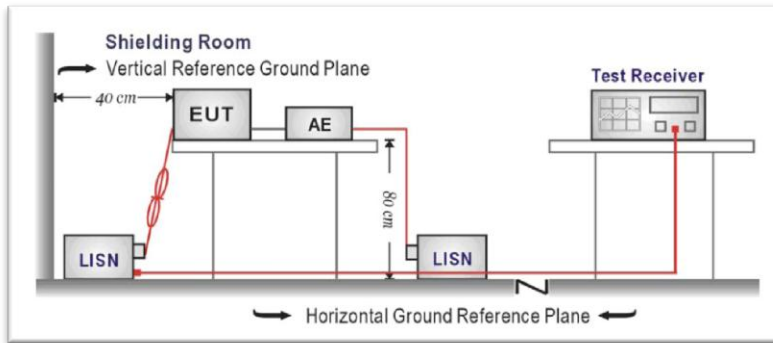 Shielding Room
Vertical Reference Ground Plane
40 cm
EUT
AE
Test Receiver
80 cm
LISN
LISN
Horizontal Ground Reference Plane